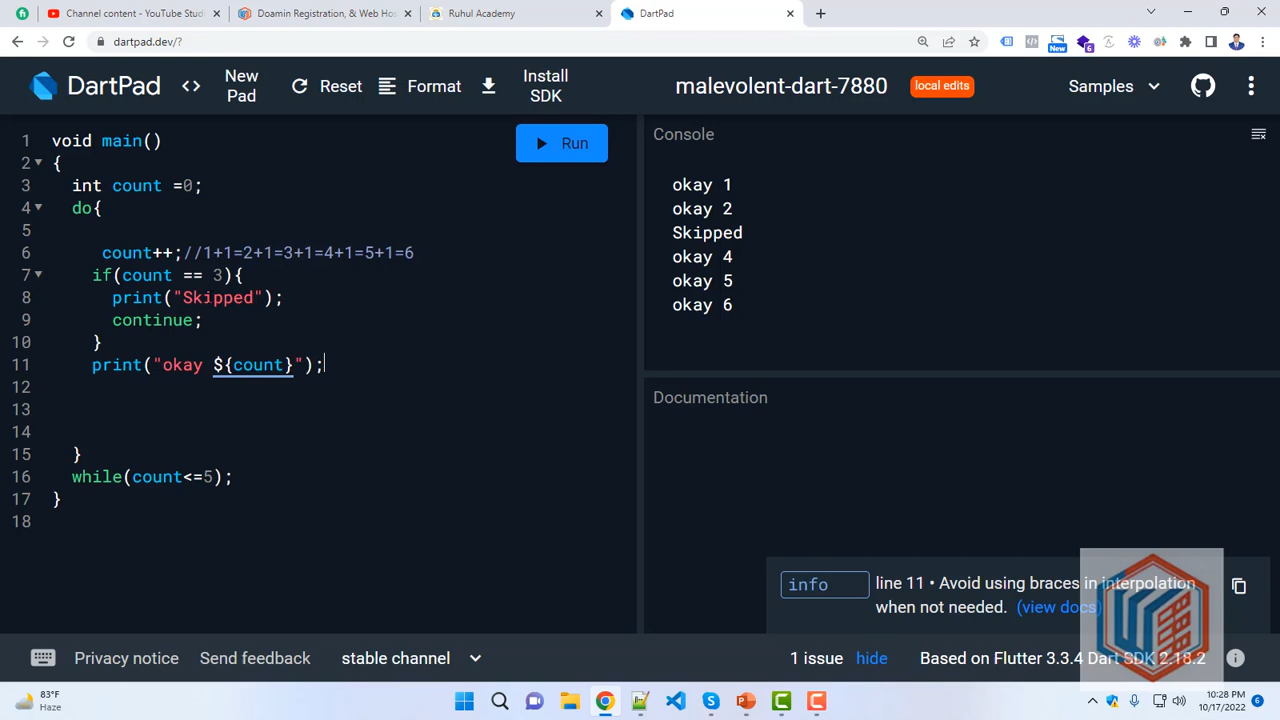 Channel content - YouTube Studi
Doamin Registration, & Web Hos
Ruhul Academy
DartPad
dartpad.dev/?
New
DartPad
<> New Pad
Reset
Format
Install SDK
malevolent-dart-7880
local edits
Samples
1 void main()
2 {
3 int count =0;
4 do{
5
6 count++;//1+1=2+1=3+1=4+1=5+1=6
7 if(count == 3){
8 print("Skipped");
9 continue;
10 }
11 print("okay ${count}");
12
13
14
15 }
16 while(count<=5);
17 }
18
Run
Console
okay 1
okay 2
Skipped
okay 4
okay 5
okay 6
Documentation
info
line 11 • Avoid using braces in interpolation
when not needed. (view docs)
Privacy notice
Send feedback
stable channel
1 issue
hide
Based on Flutter 3.3.4 Dart SDK 2.18.2
83°F
Haze
10:28 PM
10/17/2022
6